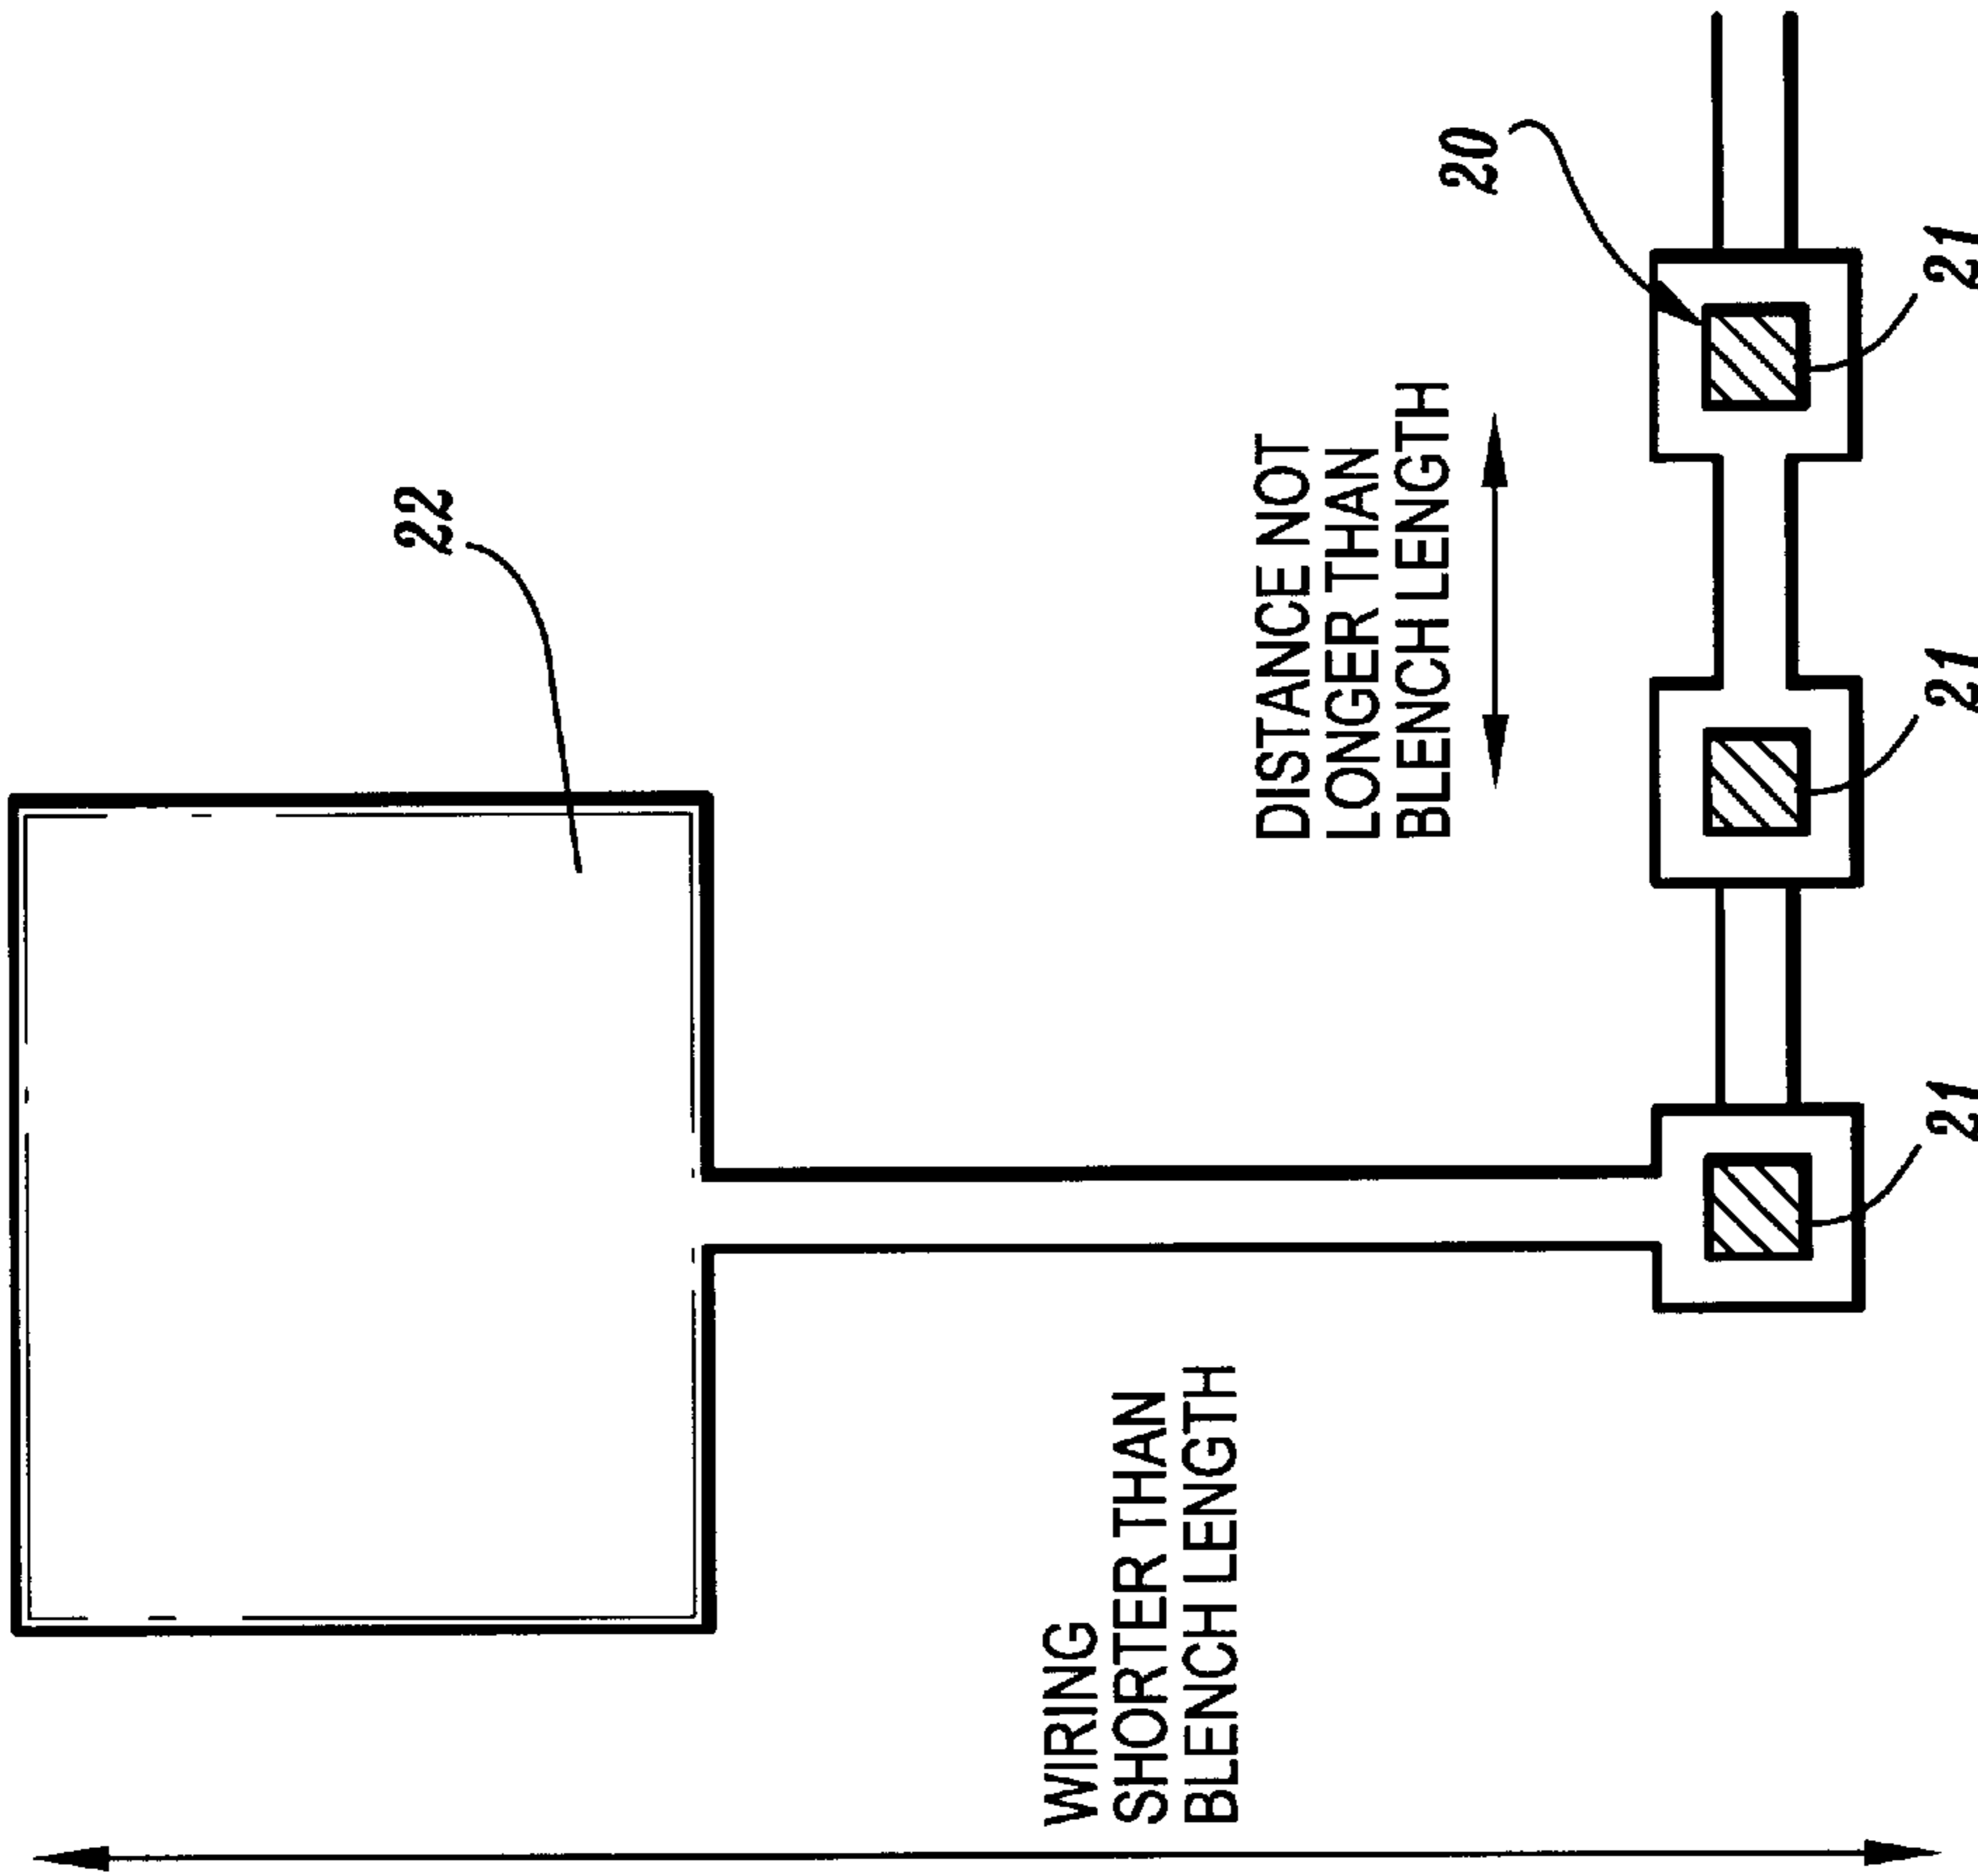 WIRING
SHORTER THAN
BLENCH LENGTH
22
DISTANCE NOT
LONGER THAN
BLENCH LENGTH
20
21
21
21